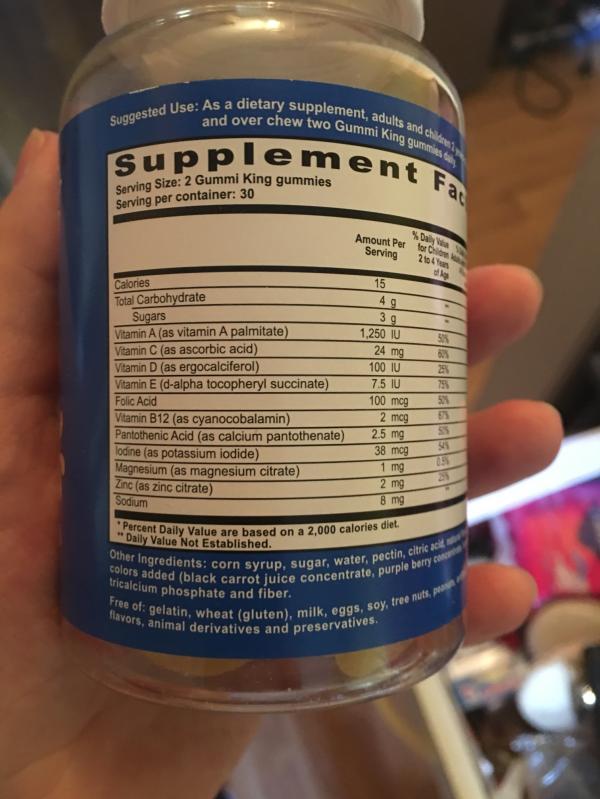 Suggested Use: As a dietary supplement, adults and children 2
and over chew two Gummi King gummies daily
Supplement Fac
Serving Size: 2 Gummi King gummies
Serving per container: 30
Amount Per Serving
% Daily Value for Children 2 to 4 Years of Age
Calories 15
Total Carbohydrate 4 g --
Sugars 3 g --
Vitamin A (as vitamin A palmitate) 1,250 IU 50%
Vitamin C (as ascorbic acid) 24 mg 60%
Vitamin D (as ergocalciferol) 100 IU 25%
Vitamin E (d-alpha tocopheryl succinate) 7.5 IU 75%
Folic Acid 100 mcg 50%
Vitamin B12 (as cyanocobalamin) 2 mcg 67%
Pantothenic Acid (as calcium pantothenate) 2.5 mg 50%
Iodine (as potassium iodide) 38 mcg 54%
Magnesium (as magnesium citrate) 1 mg 0.5%
Zinc (as zinc citrate) 2 mg 25%
Sodium 8 mg **
* Percent Daily Value are based on a 2,000 calories diet.
** Daily Value Not Established.
Other Ingredients: corn syrup, sugar, water, pectin, citric acid,
colors added (black carrot juice concentrate, purple berry concentrate
tricalcium phosphate and fiber.
Free of: gelatin, wheat (gluten), milk, eggs, soy, tree nuts, peanuts,
flavors, animal derivatives and preservatives.